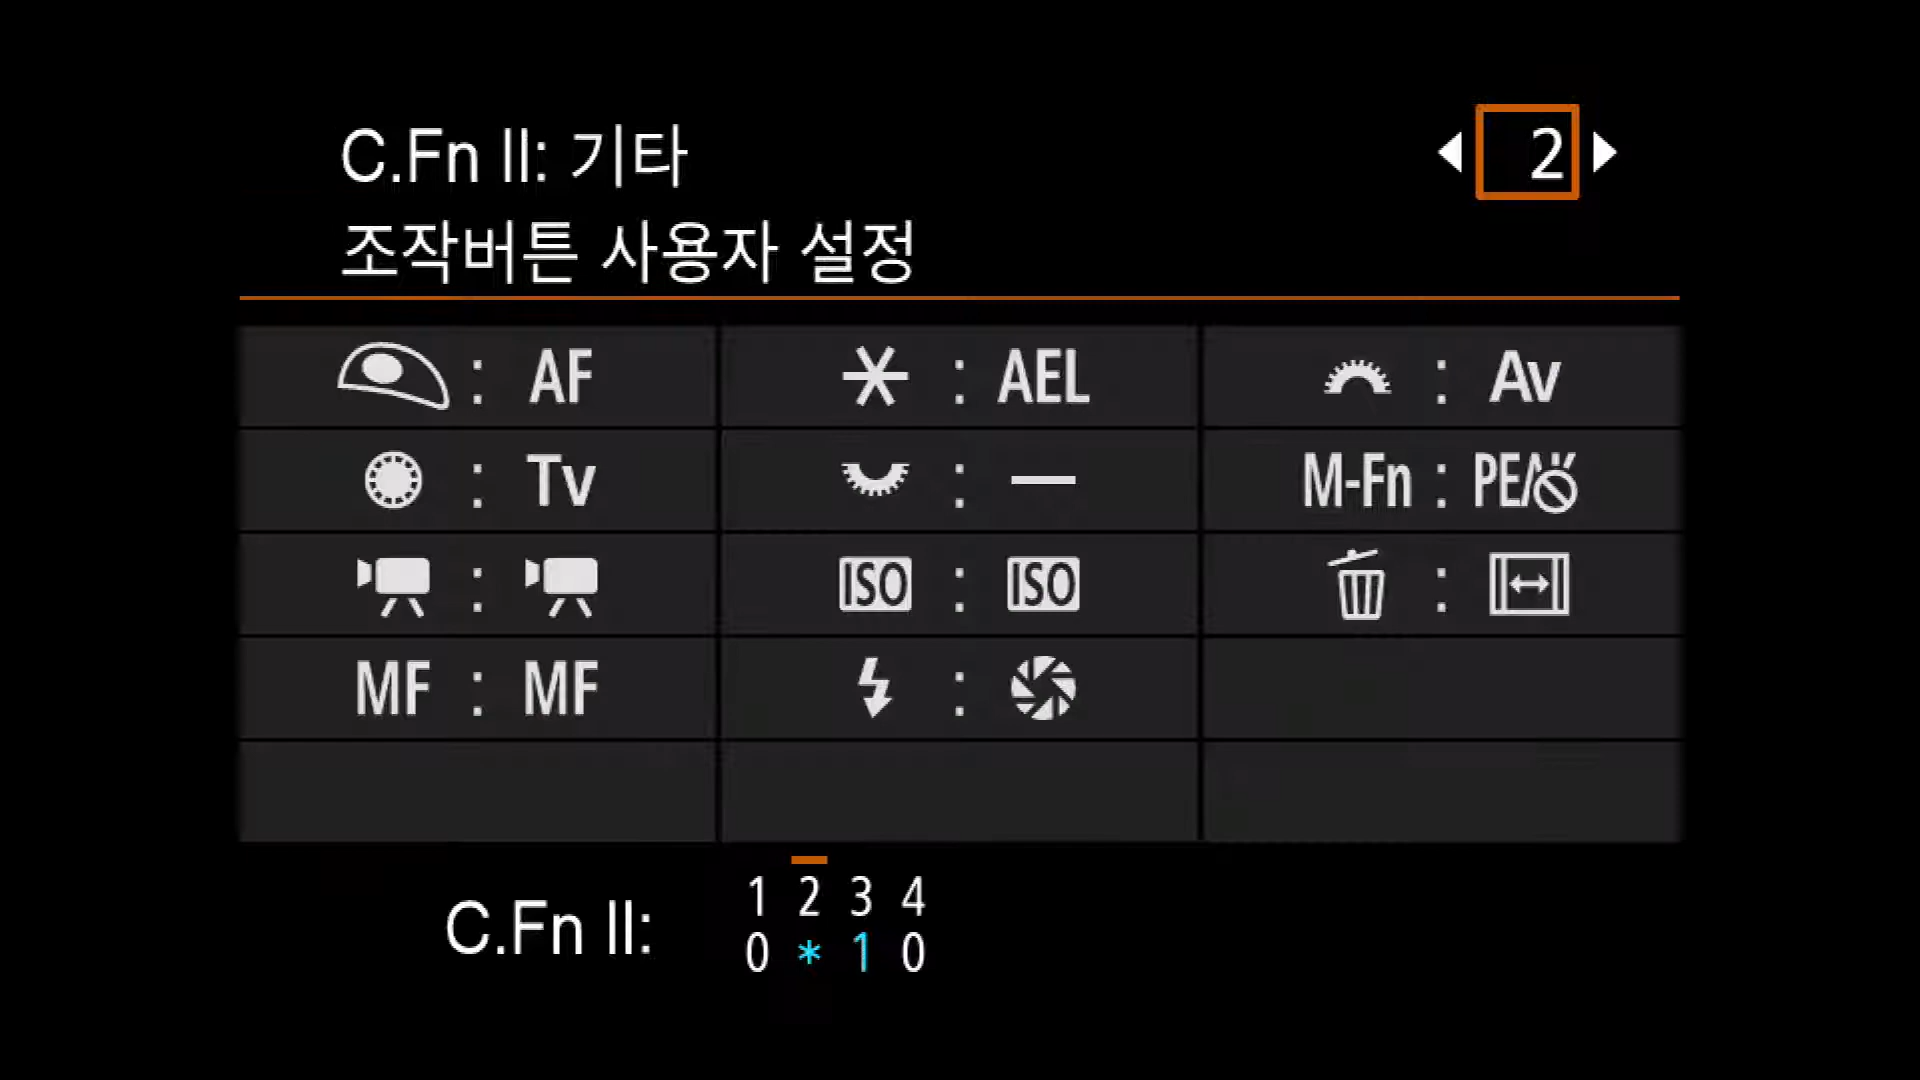 C.Fn II: 기타
2
조작버튼 사용자 설정
: AF
: AEL
: Av
: Tv
: —
M-Fn : PE/
:
ISO : ISO
:
MF : MF
:
1 2 3 4
C.Fn II:
0 * 1 0